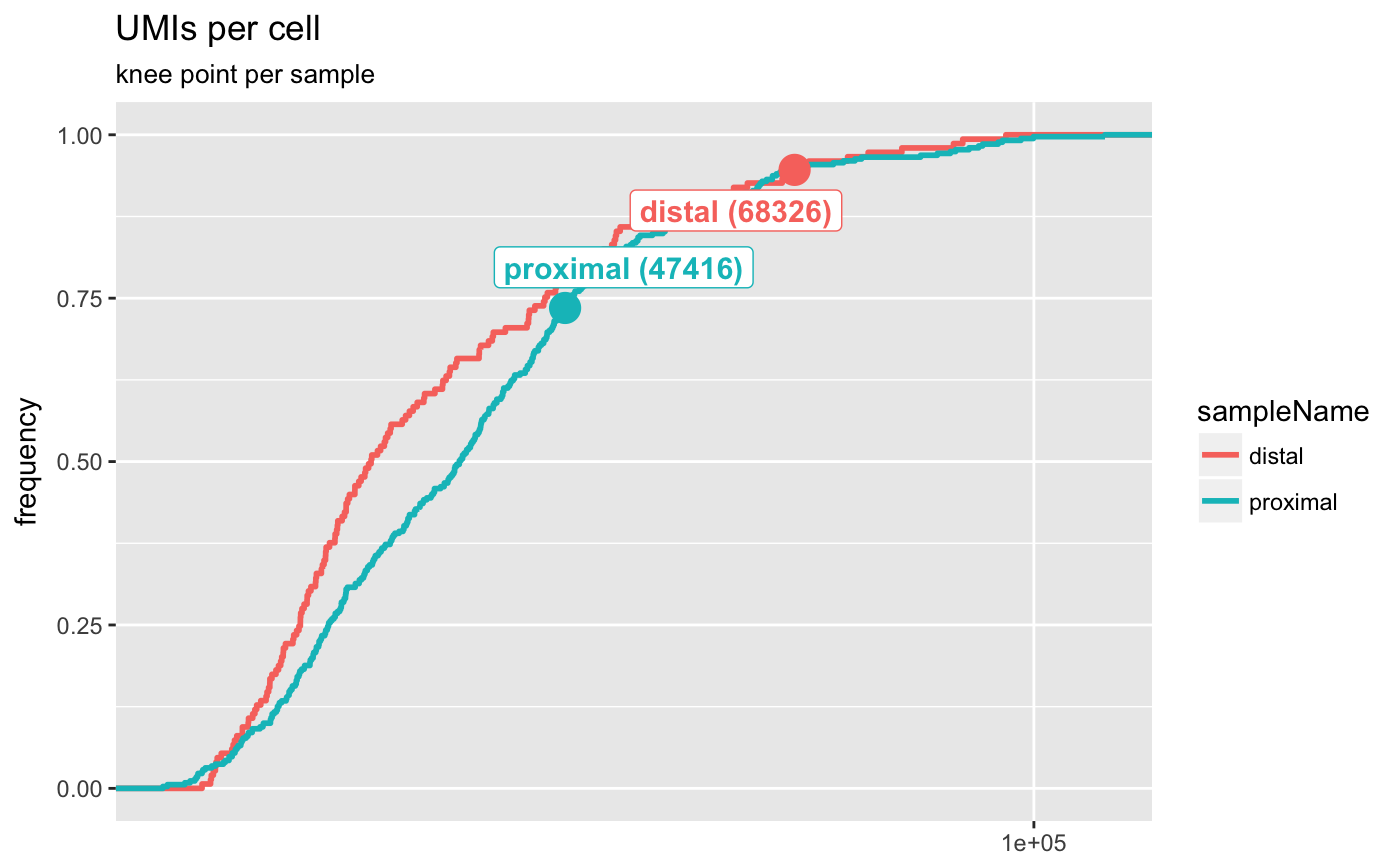 UMIs per cell
knee point per sample
1.00
0.75
0.50
0.25
0.00
frequency
distal (68326)
proximal (47416)
1e+05
sampleName
distal
proximal